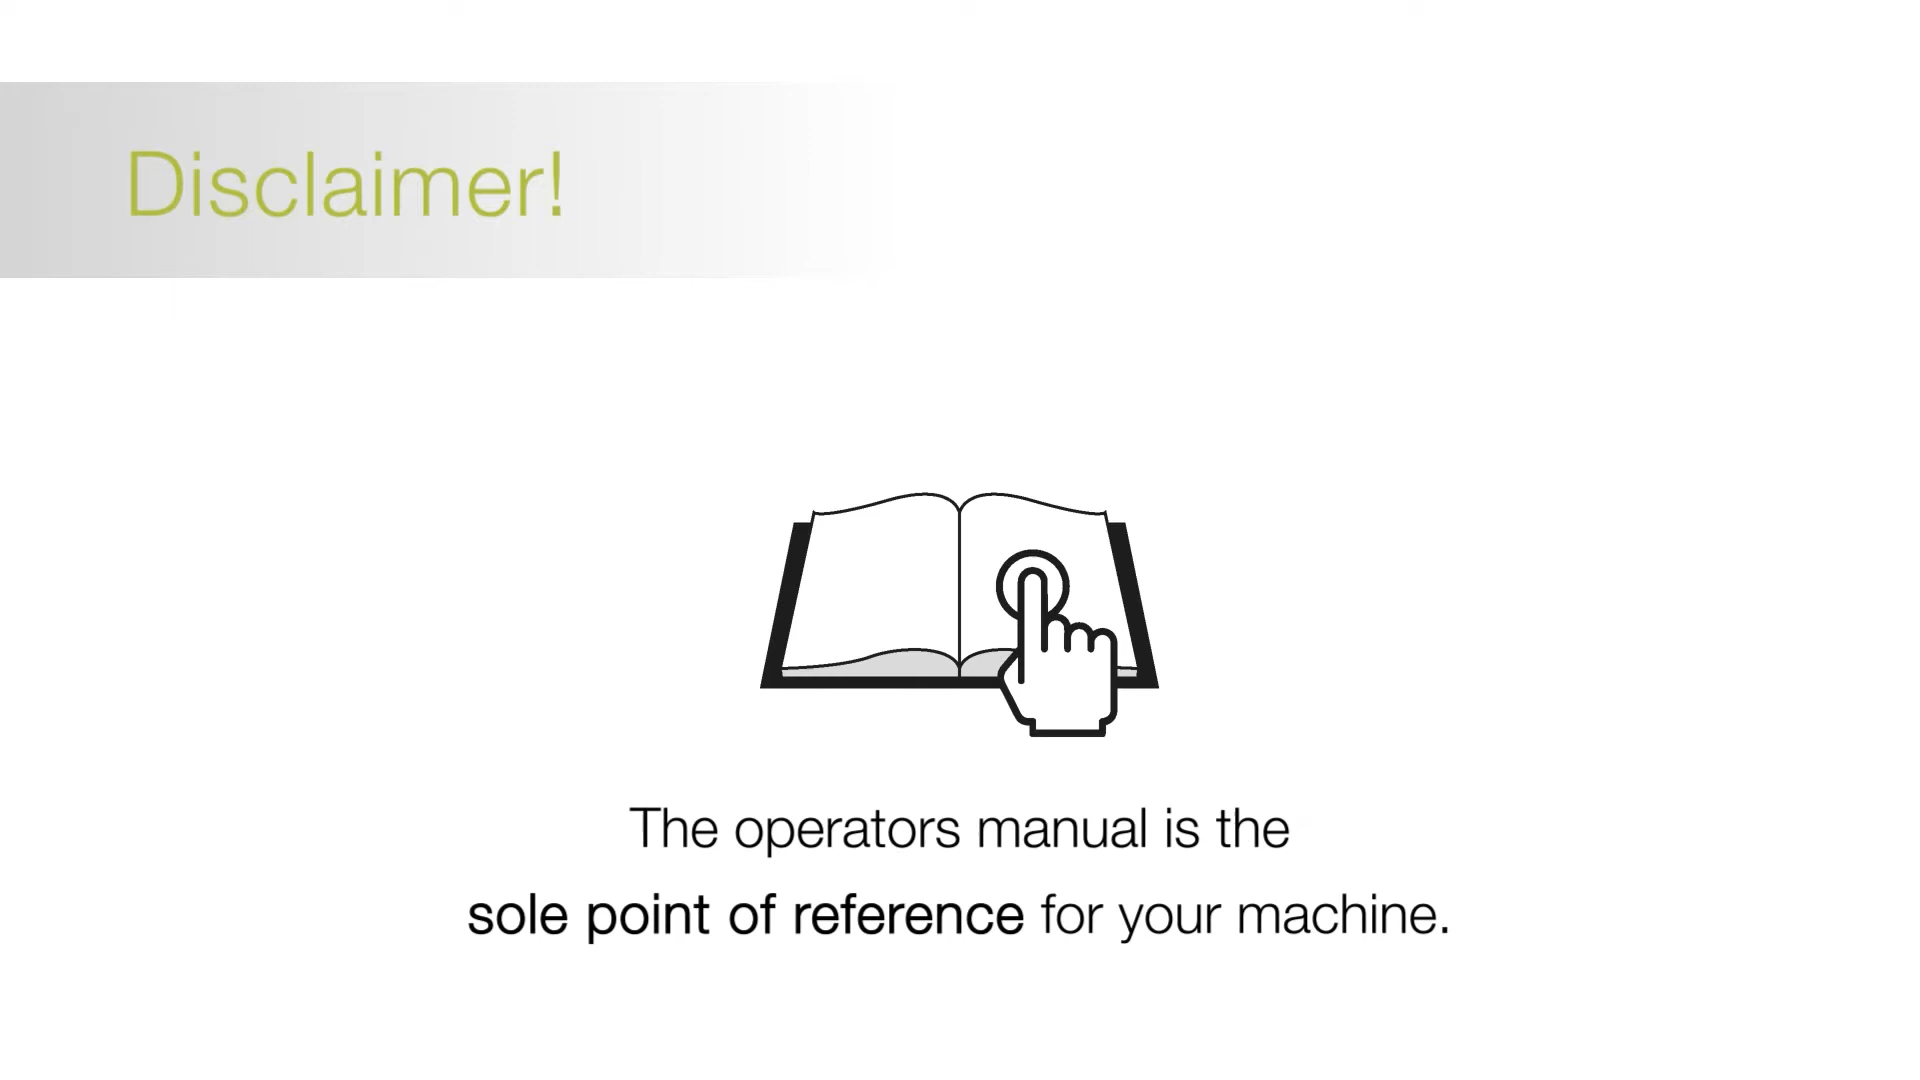 Disclaimer!
The operators manual is the
sole point of reference for your machine.